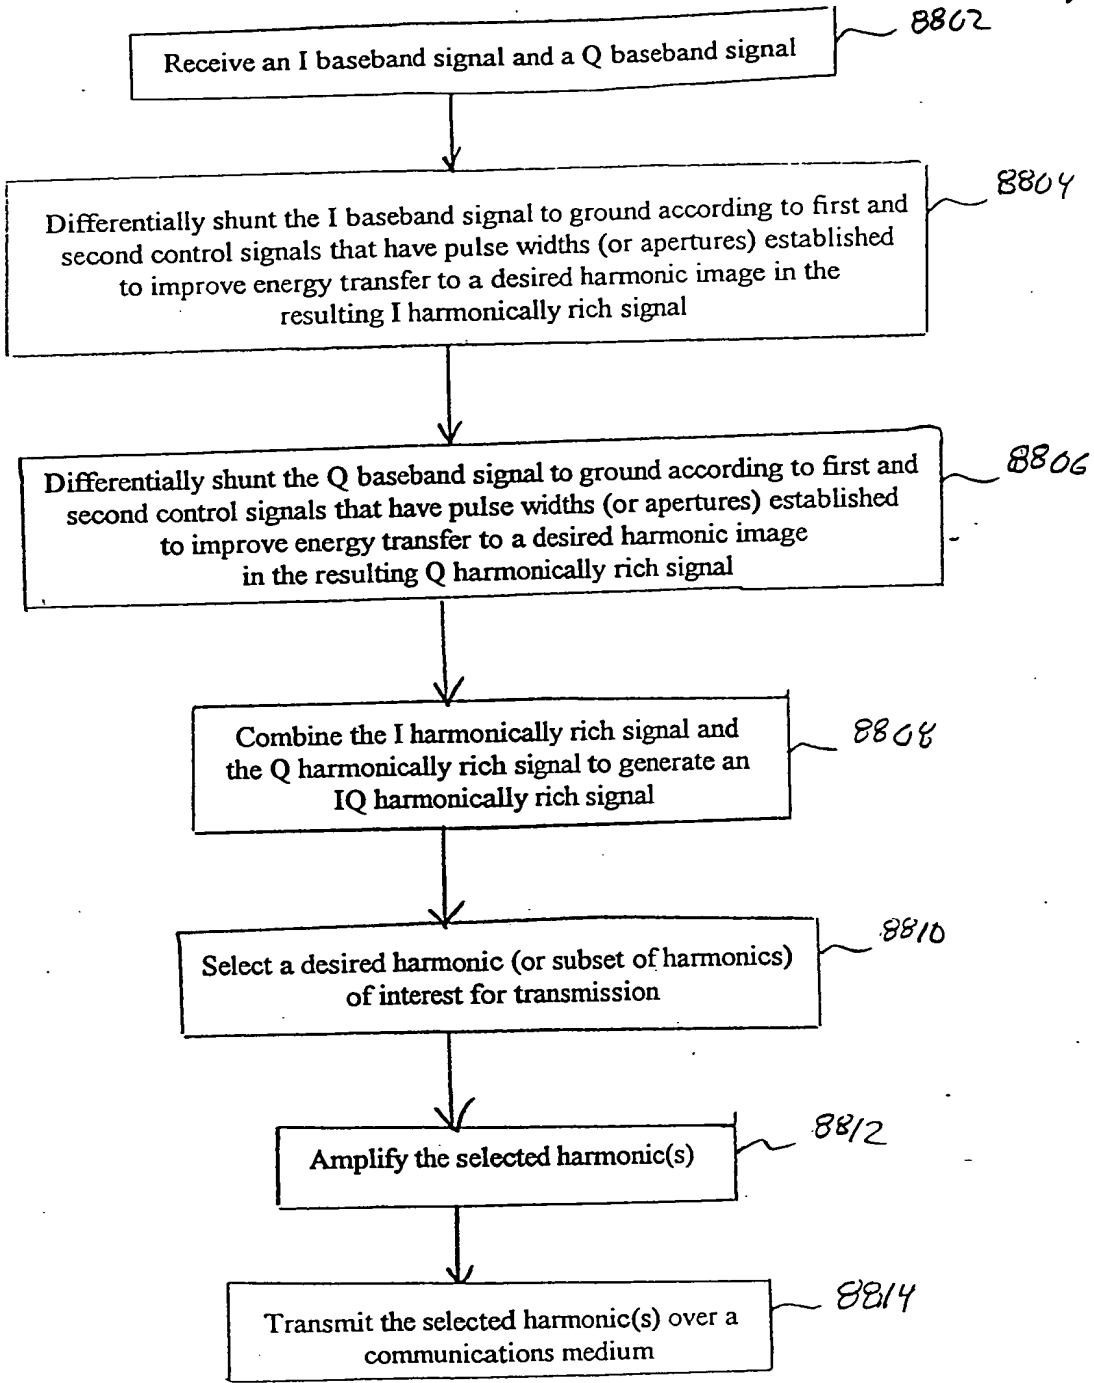 8802
Receive an I baseband signal and a Q baseband signal
8804
Differentially shunt the I baseband signal to ground according to first and
second control signals that have pulse widths (or apertures) established
to improve energy transfer to a desired harmonic image in the
resulting I harmonically rich signal
8806
Differentially shunt the Q baseband signal to ground according to first and
second control signals that have pulse widths (or apertures) established
to improve energy transfer to a desired harmonic image
in the resulting Q harmonically rich signal
8808
Combine the I harmonically rich signal and
the Q harmonically rich signal to generate an
IQ harmonically rich signal
8810
Select a desired harmonic (or subset of harmonics)
of interest for transmission
8812
Amplify the selected harmonic(s)
8814
Transmit the selected harmonic(s) over a
communications medium